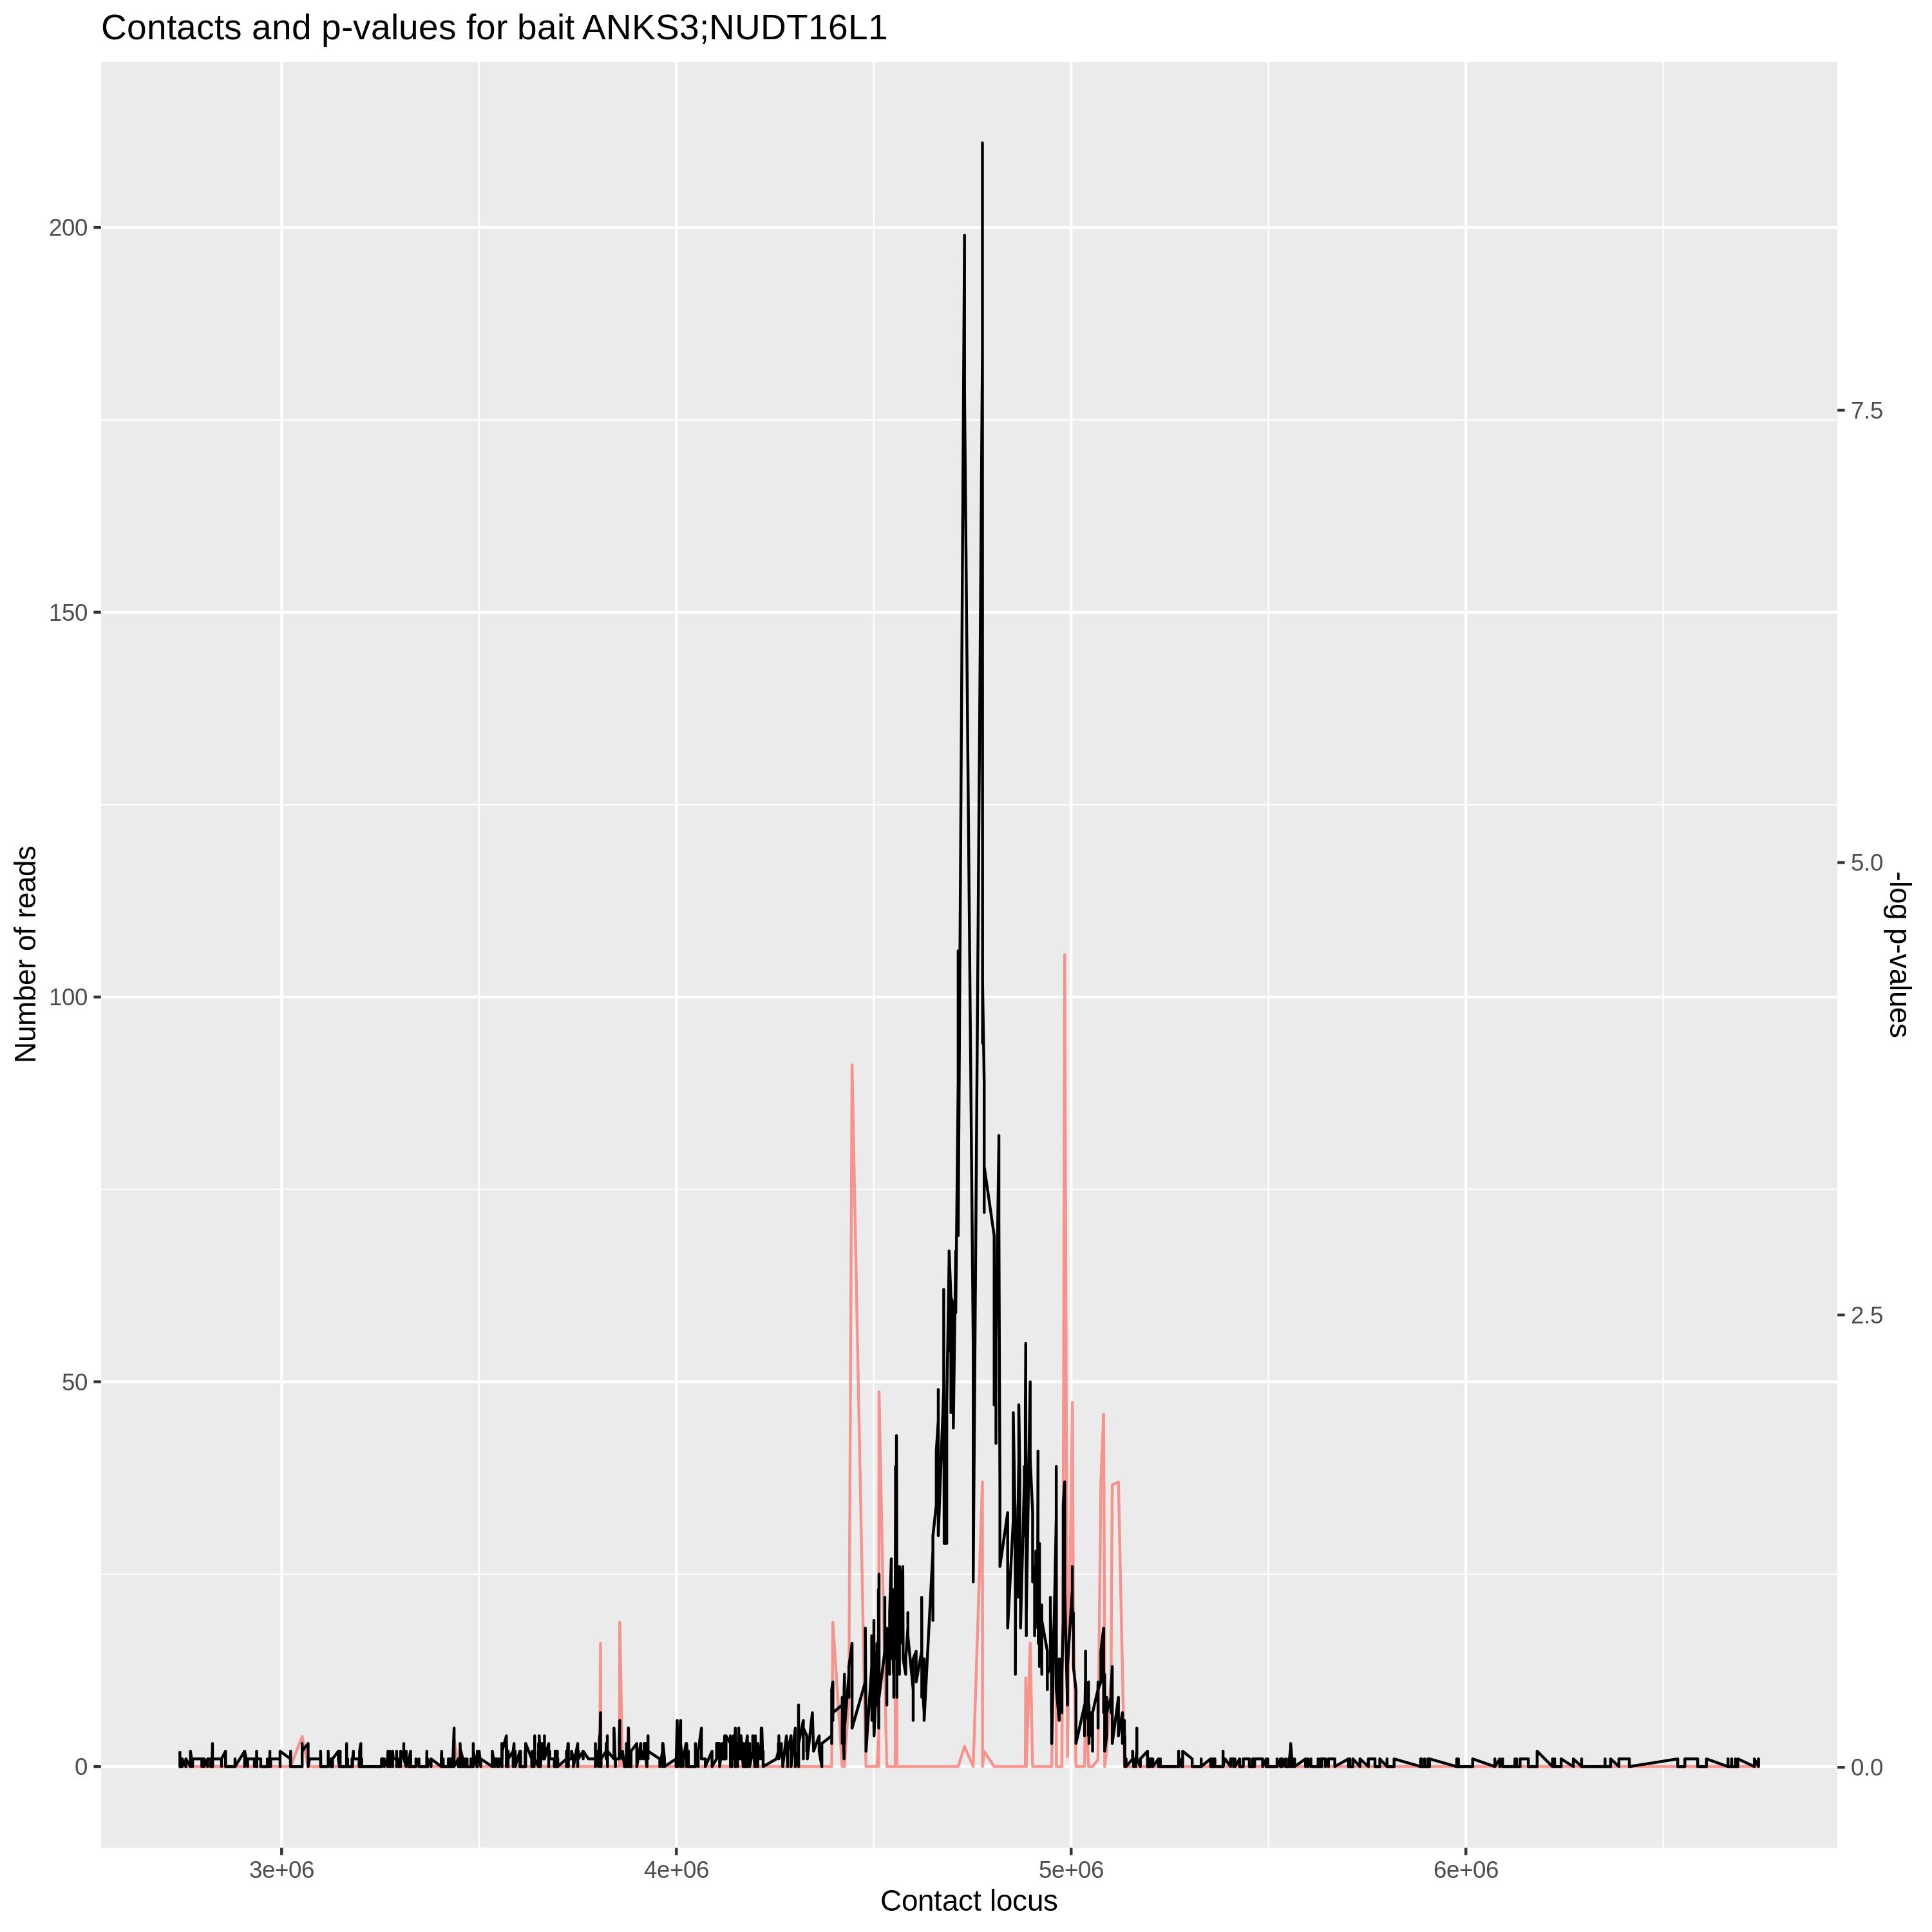 Contacts and p-values for bait ANKS3;NUDT16L1
200
150
100
50
0
Number of reads
7.5
5.0
2.5
0.0
-log p-values
3e+06
4e+06
5e+06
6e+06
Contact locus